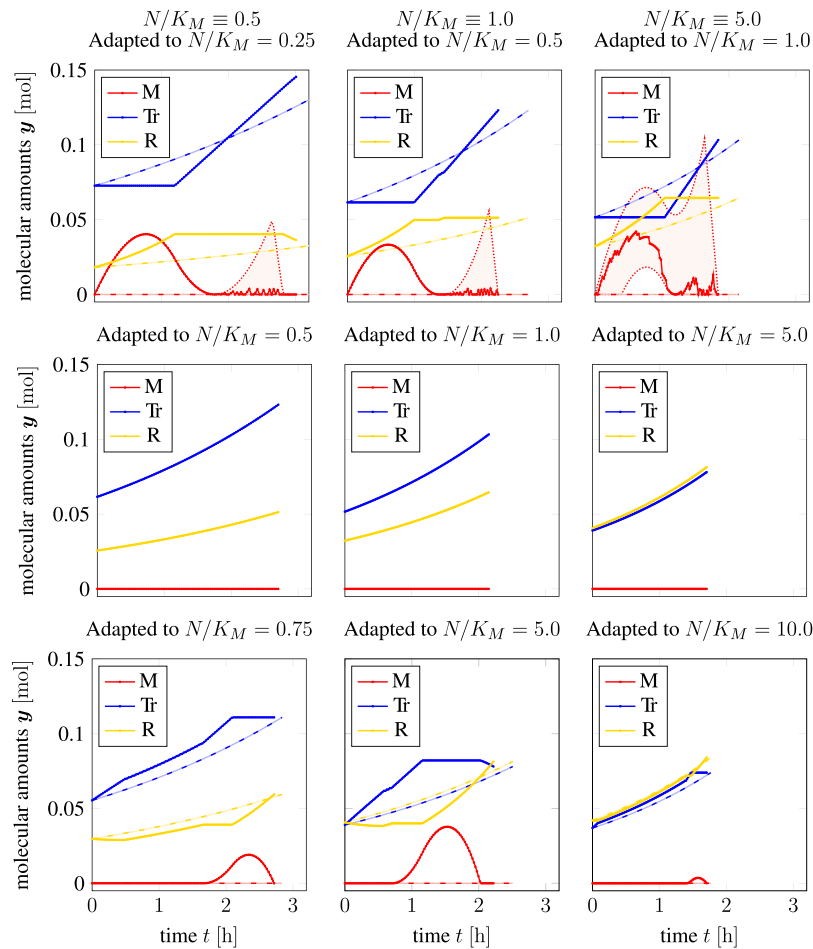 N/K_M ≡ 0.5 N/K_M ≡ 1.0 N/K_M ≡ 5.0
Adapted to N/K_M = 0.25 Adapted to N/K_M = 0.5 Adapted to N/K_M = 1.0
0.15
M M M
Tr Tr Tr
0.1
R R R
0.05
0
molecular amounts y [mol]
Adapted to N/K_M = 0.5 Adapted to N/K_M = 1.0 Adapted to N/K_M = 5.0
0.15
M M M
Tr Tr Tr
0.1
R R R
0.05
0
molecular amounts y [mol]
Adapted to N/K_M = 0.75 Adapted to N/K_M = 5.0 Adapted to N/K_M = 10.0
0.15
M M M
Tr Tr Tr
0.1
R R R
0.05
0
molecular amounts y [mol]
0 1 2 3 0 1 2 3 0 1 2 3
time t [h] time t [h] time t [h]